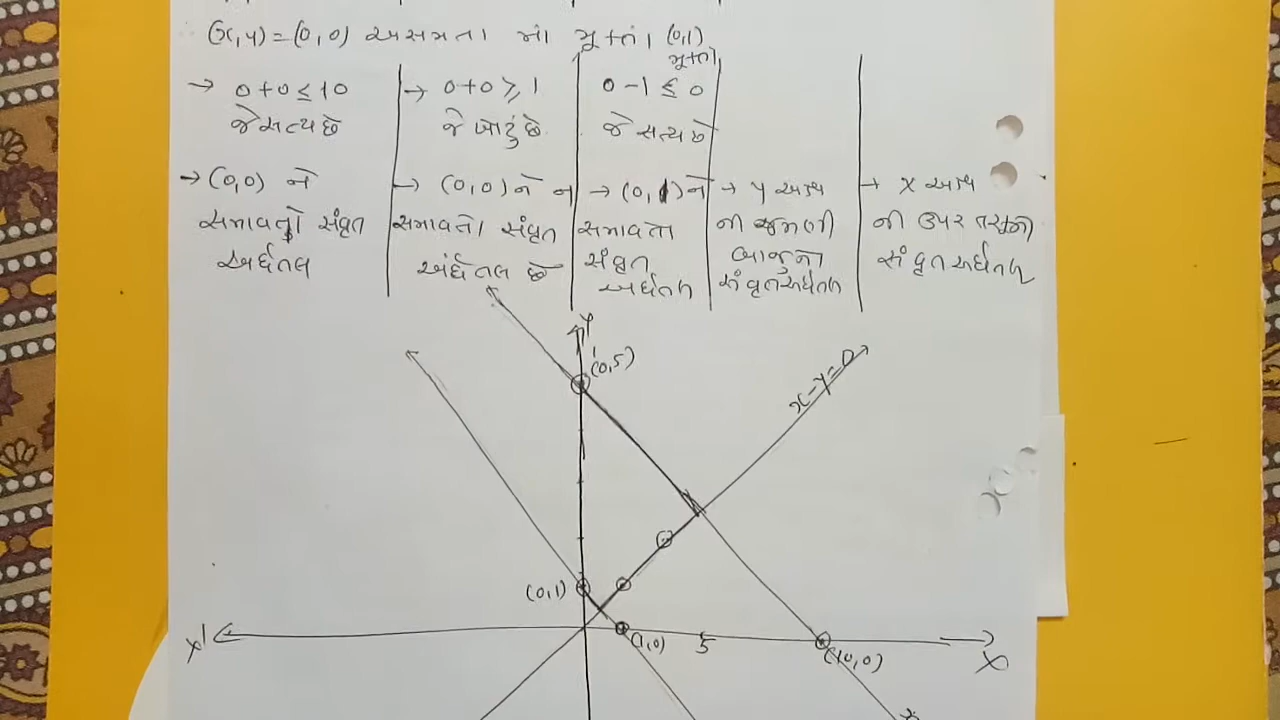 (x,y)=(0,0) અસમતા માં મૂકતાં (0,1)
મૂકતાં
→ 0+0≤10 → 0+0≥1 0-1≤0
જે સત્ય છે જે ખોટું છે. જે સત્ય છે
→(0,0) ને → (0,0)ને ન → (0,1)ને → y અક્ષ → x અક્ષ
સમાવતો સંવૃત સમાવતો સંવૃત સમાવતો ની જમણી ની ઉપર તરફનો
અર્ધતલ અર્ધતલ છે સંવૃત બાજુનો સંવૃત અર્ધતલ
અર્ધતલ સંવૃત અર્ધતલ
Y
(0,5)
x-y=0
(0,1)
X' (1,0) 5 (10,0) X